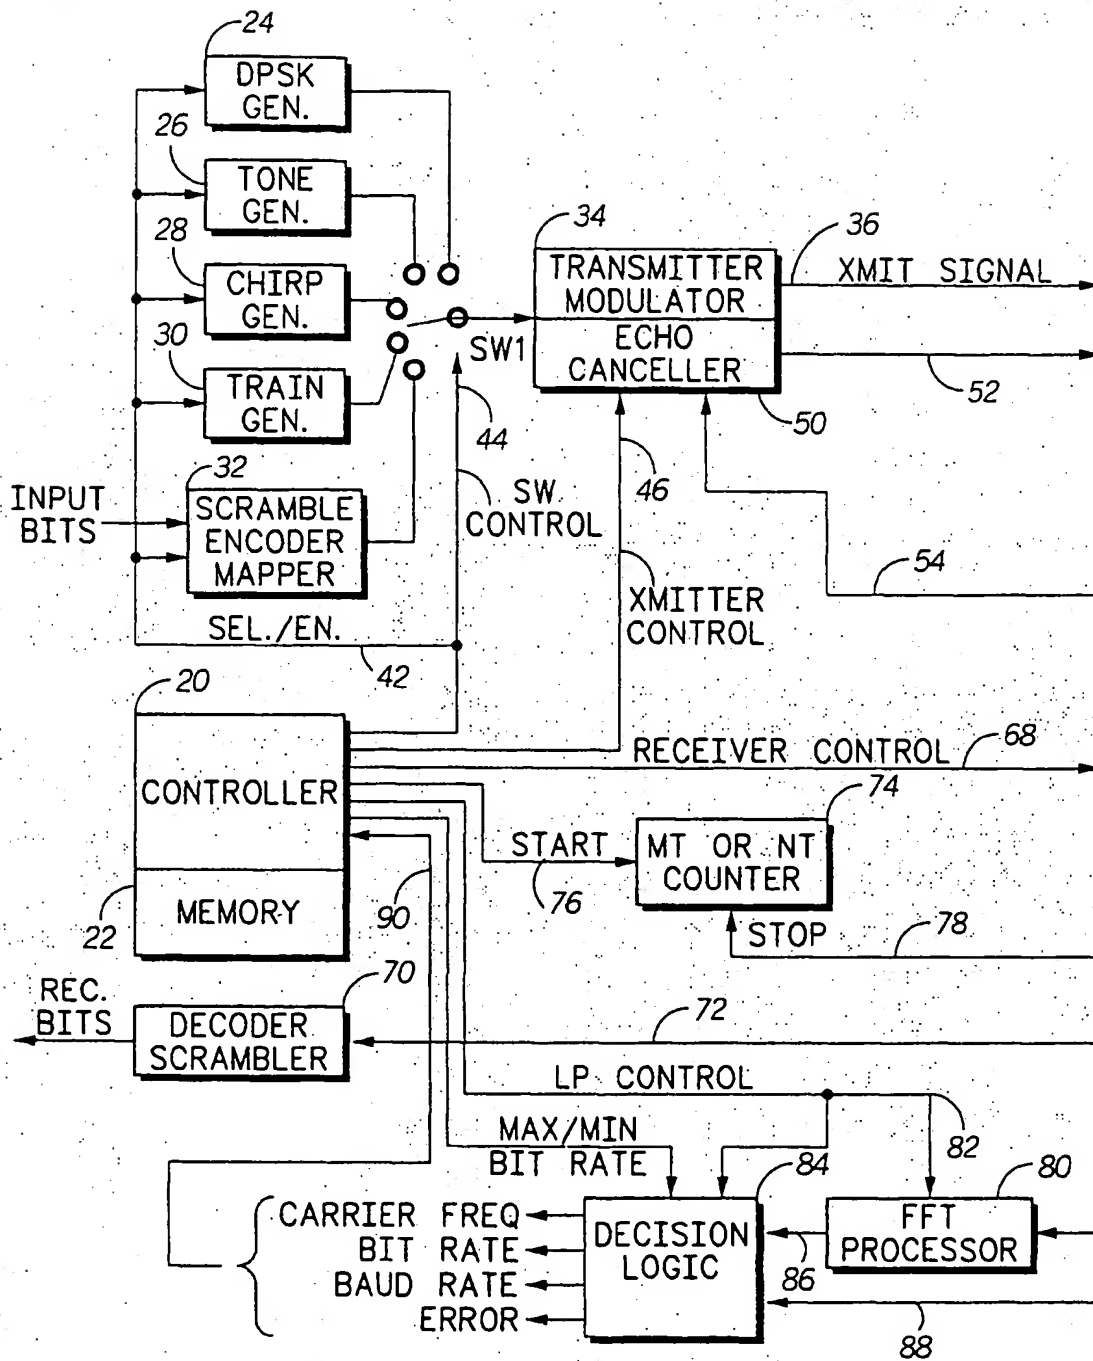 24
DPSK
GEN.
26
TONE
GEN.
28
CHIRP
GEN.
30
TRAIN
GEN.
32
INPUT
BITS
SCRAMBLE
ENCODER
MAPPER
SEL./EN.
42
SW1
44
SW
CONTROL
34
TRANSMITTER
MODULATOR
ECHO
CANCELLER
50
36
XMIT SIGNAL
52
46
XMITTER
CONTROL
54
20
CONTROLLER
MEMORY
22
90
RECEIVER CONTROL
68
74
START
76
MT OR NT
COUNTER
STOP
78
70
REC.
BITS
DECODER
SCRAMBLER
72
LP CONTROL
82
MAX/MIN
BIT RATE
84
80
CARRIER FREQ
BIT RATE
BAUD RATE
ERROR
DECISION
LOGIC
86
FFT
PROCESSOR
88